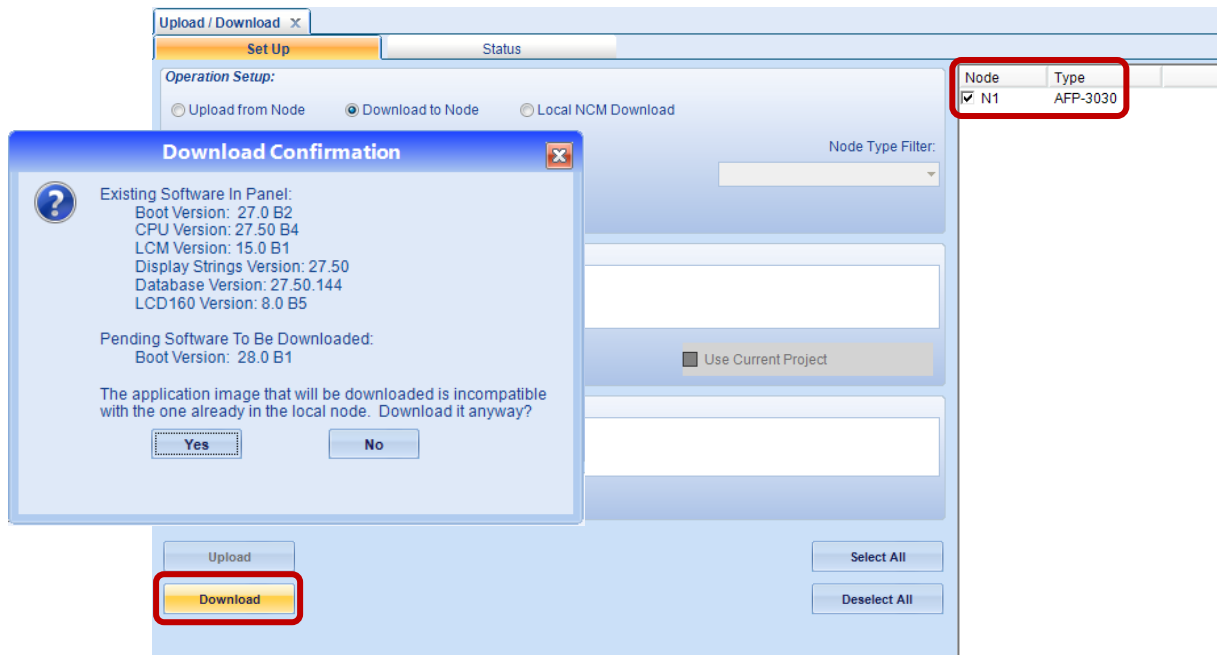 Upload / Download x
Set Up
Status
Operation Setup:
Upload from Node
Download to Node
Local NCM Download
Node Type Filter:
Node
Type
N1
AFP-3030
Download Confirmation
Existing Software In Panel:
Boot Version: 27.0 B2
CPU Version: 27.50 B4
LCM Version: 15.0 B1
Display Strings Version: 27.50
Database Version: 27.50.144
LCD160 Version: 8.0 B5
Pending Software To Be Downloaded:
Boot Version: 28.0 B1
The application image that will be downloaded is incompatible
with the one already in the local node. Download it anyway?
Yes
No
Use Current Project
Upload
Select All
Download
Deselect All